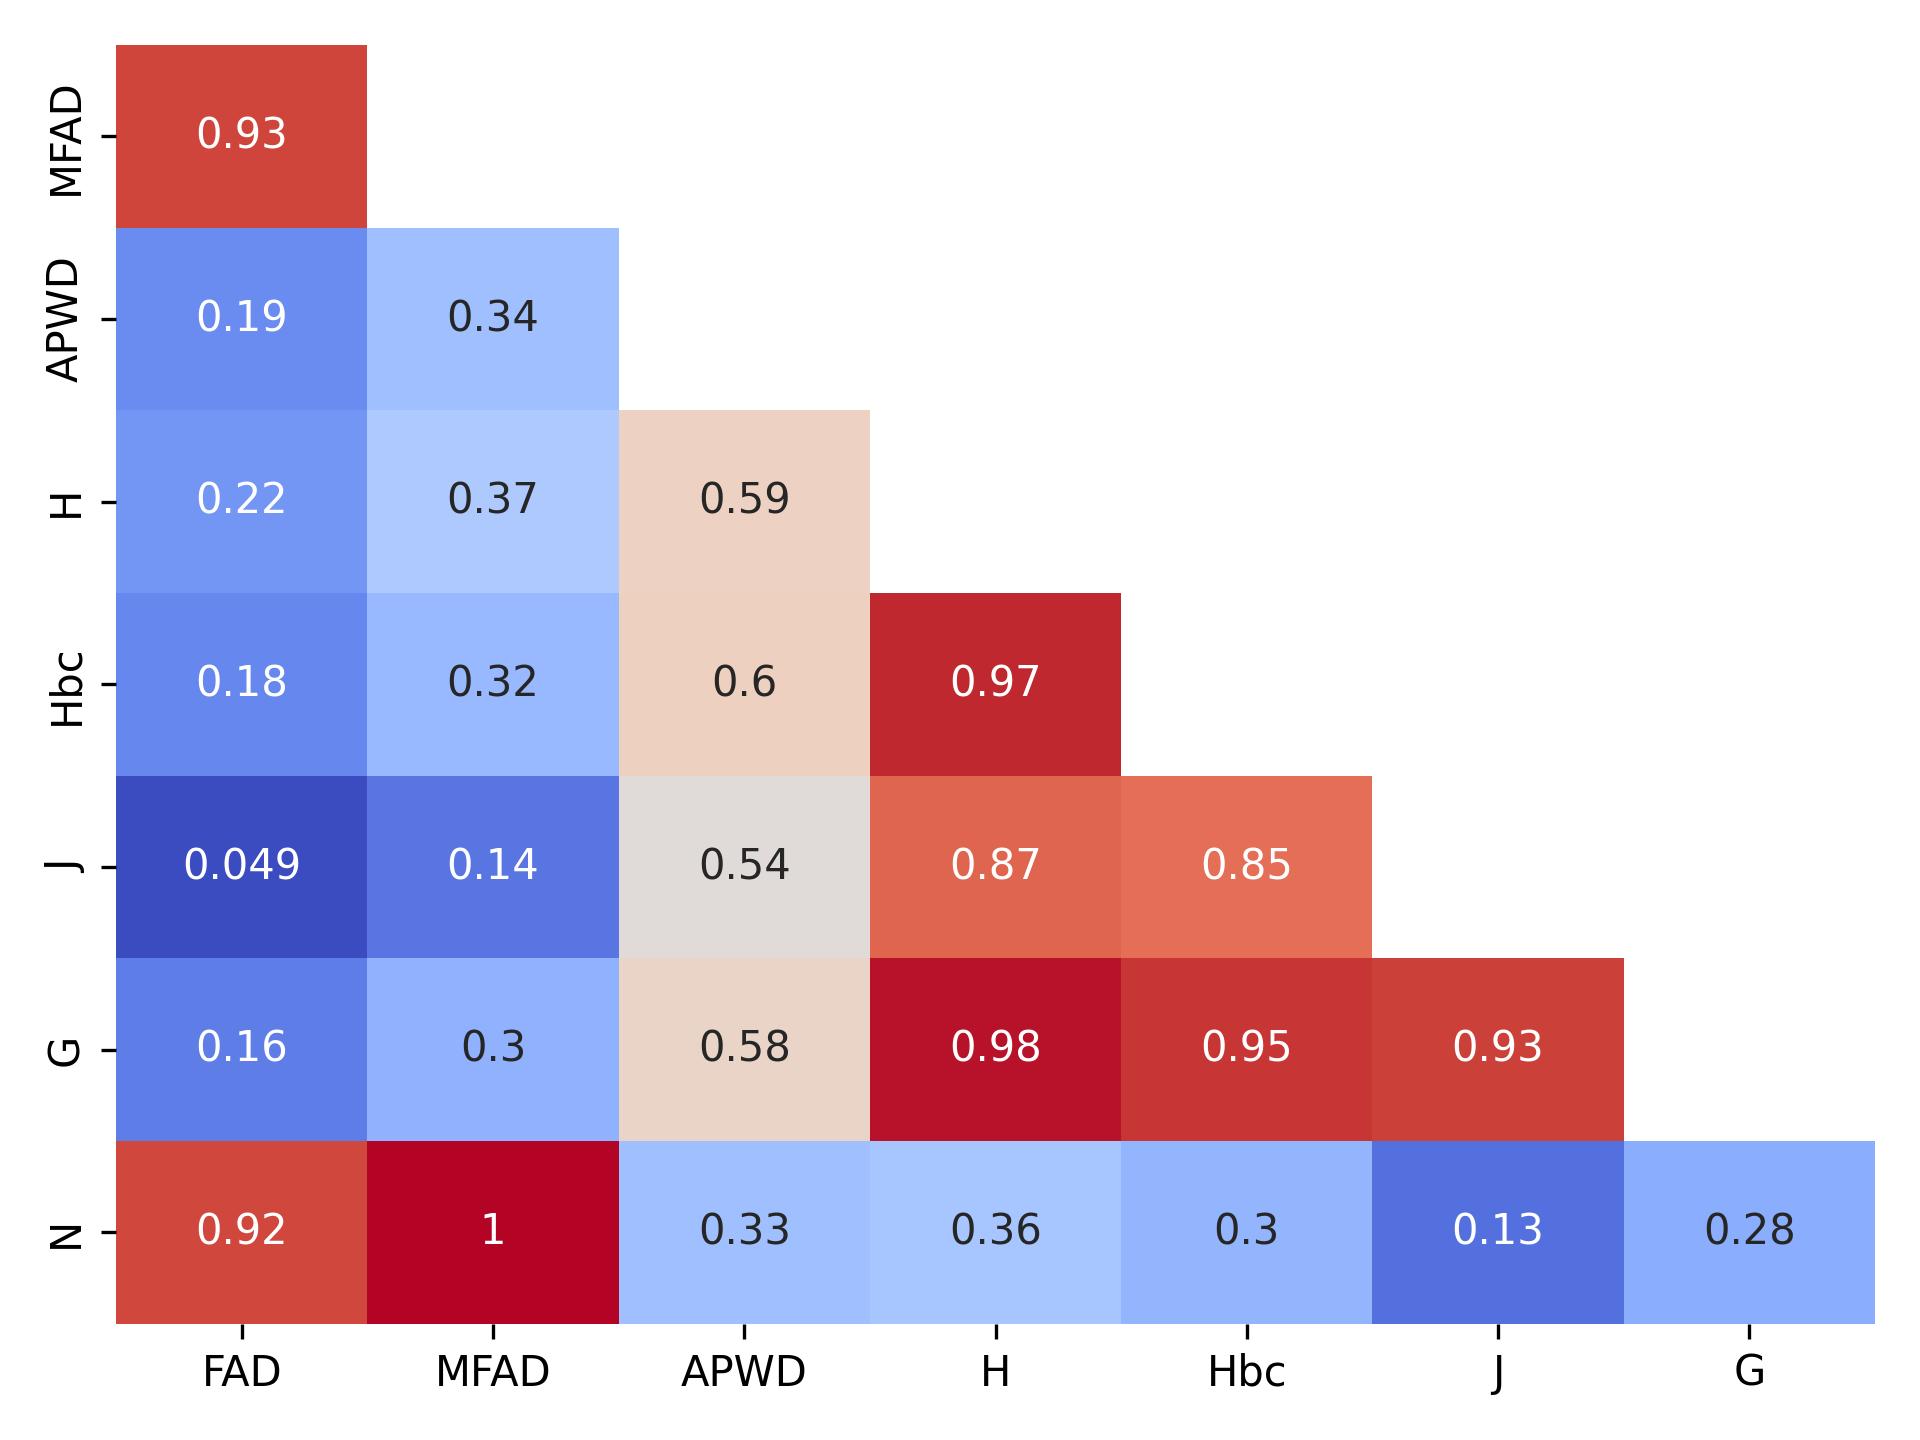 MFAD 0.93
APWD 0.19 0.34
H 0.22 0.37 0.59
Hbc 0.18 0.32 0.6 0.97
J 0.049 0.14 0.54 0.87 0.85
G 0.16 0.3 0.58 0.98 0.95 0.93
N 0.92 1 0.33 0.36 0.3 0.13 0.28
FAD MFAD APWD H Hbc J G